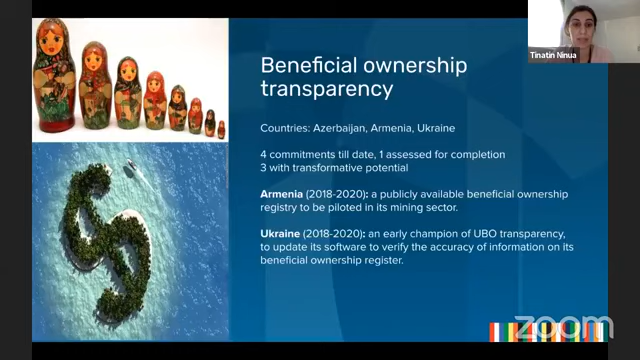 Beneficial ownership
transparency
Countries: Azerbaijan, Armenia, Ukraine
4 commitments till date, 1 assessed for completion
3 with transformative potential
Armenia (2018-2020): a publicly available beneficial ownership
registry to be piloted in its mining sector.
Ukraine (2018-2020): an early champion of UBO transparency,
to update its software to verify the accuracy of information on its
beneficial ownership register.
Tinatin Ninua
zoom